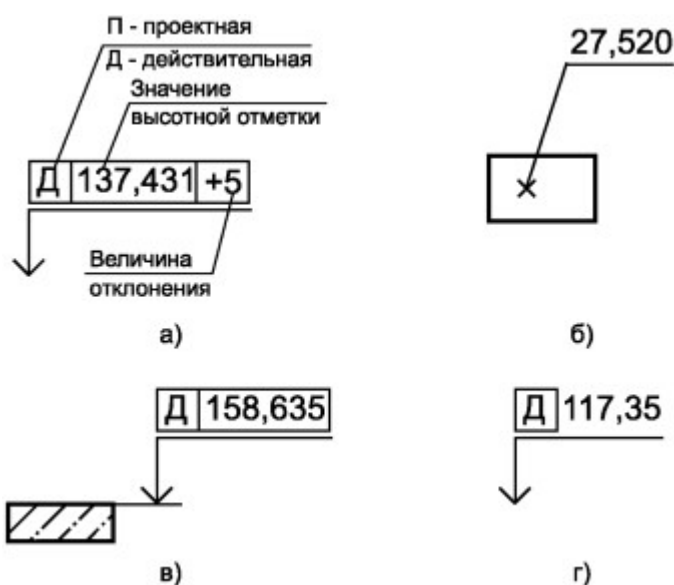 П - проектная
Д - действительная
Значение
высотной отметки
Д 137,431 +5
Величина
отклонения
а)
27,520
б)
Д 158,635
в)
Д 117,35
г)